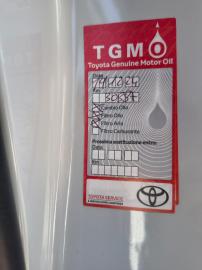 TGMO
Toyota Genuine Motor Oil
Data
Km
Cambio Olio
Filtro Olio
Filtro Aria
Filtro Carburante
Prossima sostituzione entro:
Data
Km
TOYOTA SERVICE
TOYOTA